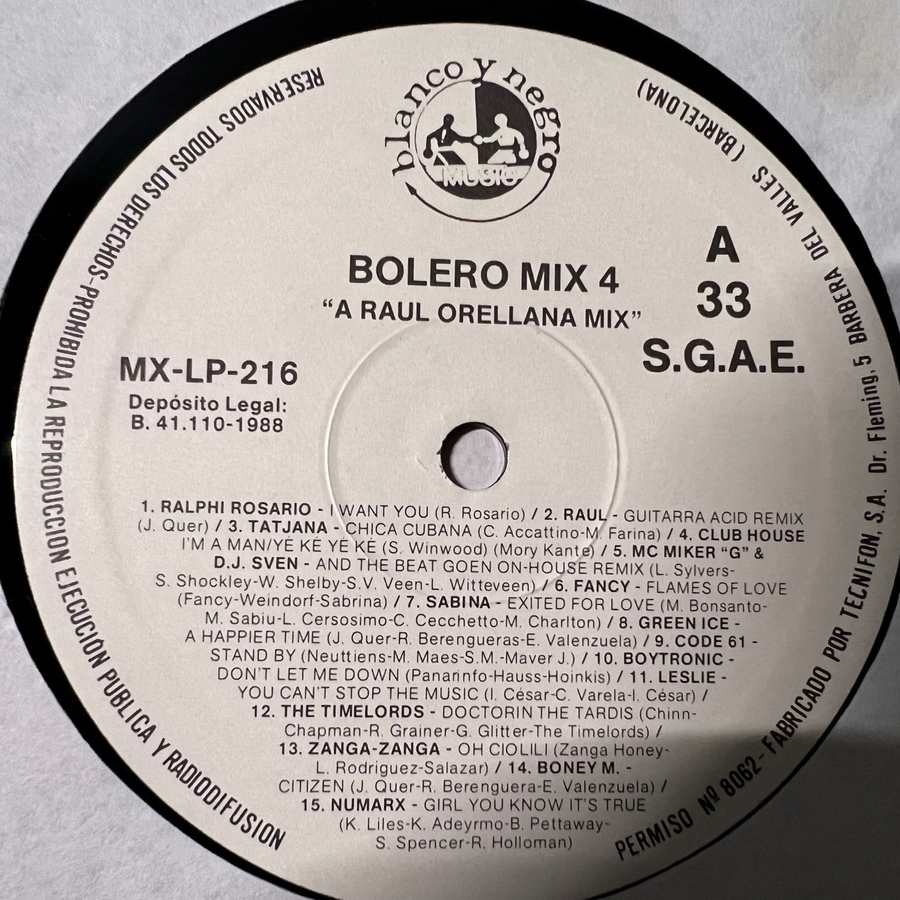 blanco y negro
MUSIC
BOLERO MIX 4
"A RAUL ORELLANA MIX"
A
33
S.G.A.E.
MX-LP-216
Depósito Legal:
B. 41.110-1988
1. RALPHI ROSARIO - I WANT YOU (R. Rosario) / 2. RAUL - GUITARRA ACID REMIX
(J. Quer) / 3. TATJANA - CHICA CUBANA (C. Accattino-M. Farina) / 4. CLUB HOUSE
I'M A MAN/YÉ KÉ YÉ KÉ (S. Winwood) (Mory Kante) / 5. MC MIKER "G" &
D.J. SVEN - AND THE BEAT GOEN ON-HOUSE REMIX (L. Sylvers-
S. Shockley-W. Shelby-S.V. Veen-L. Witteveen) / 6. FANCY - FLAMES OF LOVE
(Fancy-Weindorf-Sabrina) / 7. SABINA - EXITED FOR LOVE (M. Bonsanto-
M. Sabiu-L. Cersosimo-C. Cecchetto-M. Charlton) / 8. GREEN ICE -
A HAPPIER TIME (J. Quer-R. Berengueras-E. Valenzuela) / 9. CODE 61 -
STAND BY (Neuttiens-M. Maes-S.M.-Maver J.) / 10. BOYTRONIC -
DON'T LET ME DOWN (Panarinfo-Hauss-Hoinkis) / 11. LESLIE -
YOU CAN'T STOP THE MUSIC (I. César-C. Varela-I. César) /
12. THE TIMELORDS - DOCTORIN THE TARDIS (Chinn-
Chapman-R. Grainer-G. Glitter-The Timelords) /
13. ZANGA-ZANGA - OH CIOLILI (Zanga Honey-
L. Rodriguez-Salazar) / 14. BONEY M. -
CITIZEN (J. Quer-R. Berenguera-E. Valenzuela) /
15. NUMARX - GIRL YOU KNOW IT'S TRUE
(K. Liles-K. Adeyrmo-B. Pettaway-
S. Spencer-R. Holloman)
RESERVADOS TODOS LOS DERECHOS-PROHIBIDA LA REPRODUCCION EJECUCIÓN PUBLICA Y RADIODIFUSION
PERMISO Nº 8062-FABRICADO POR TECNIFON, S.A. Dr. Fleming, 5 BARBERA DEL VALLES (BARCELONA)